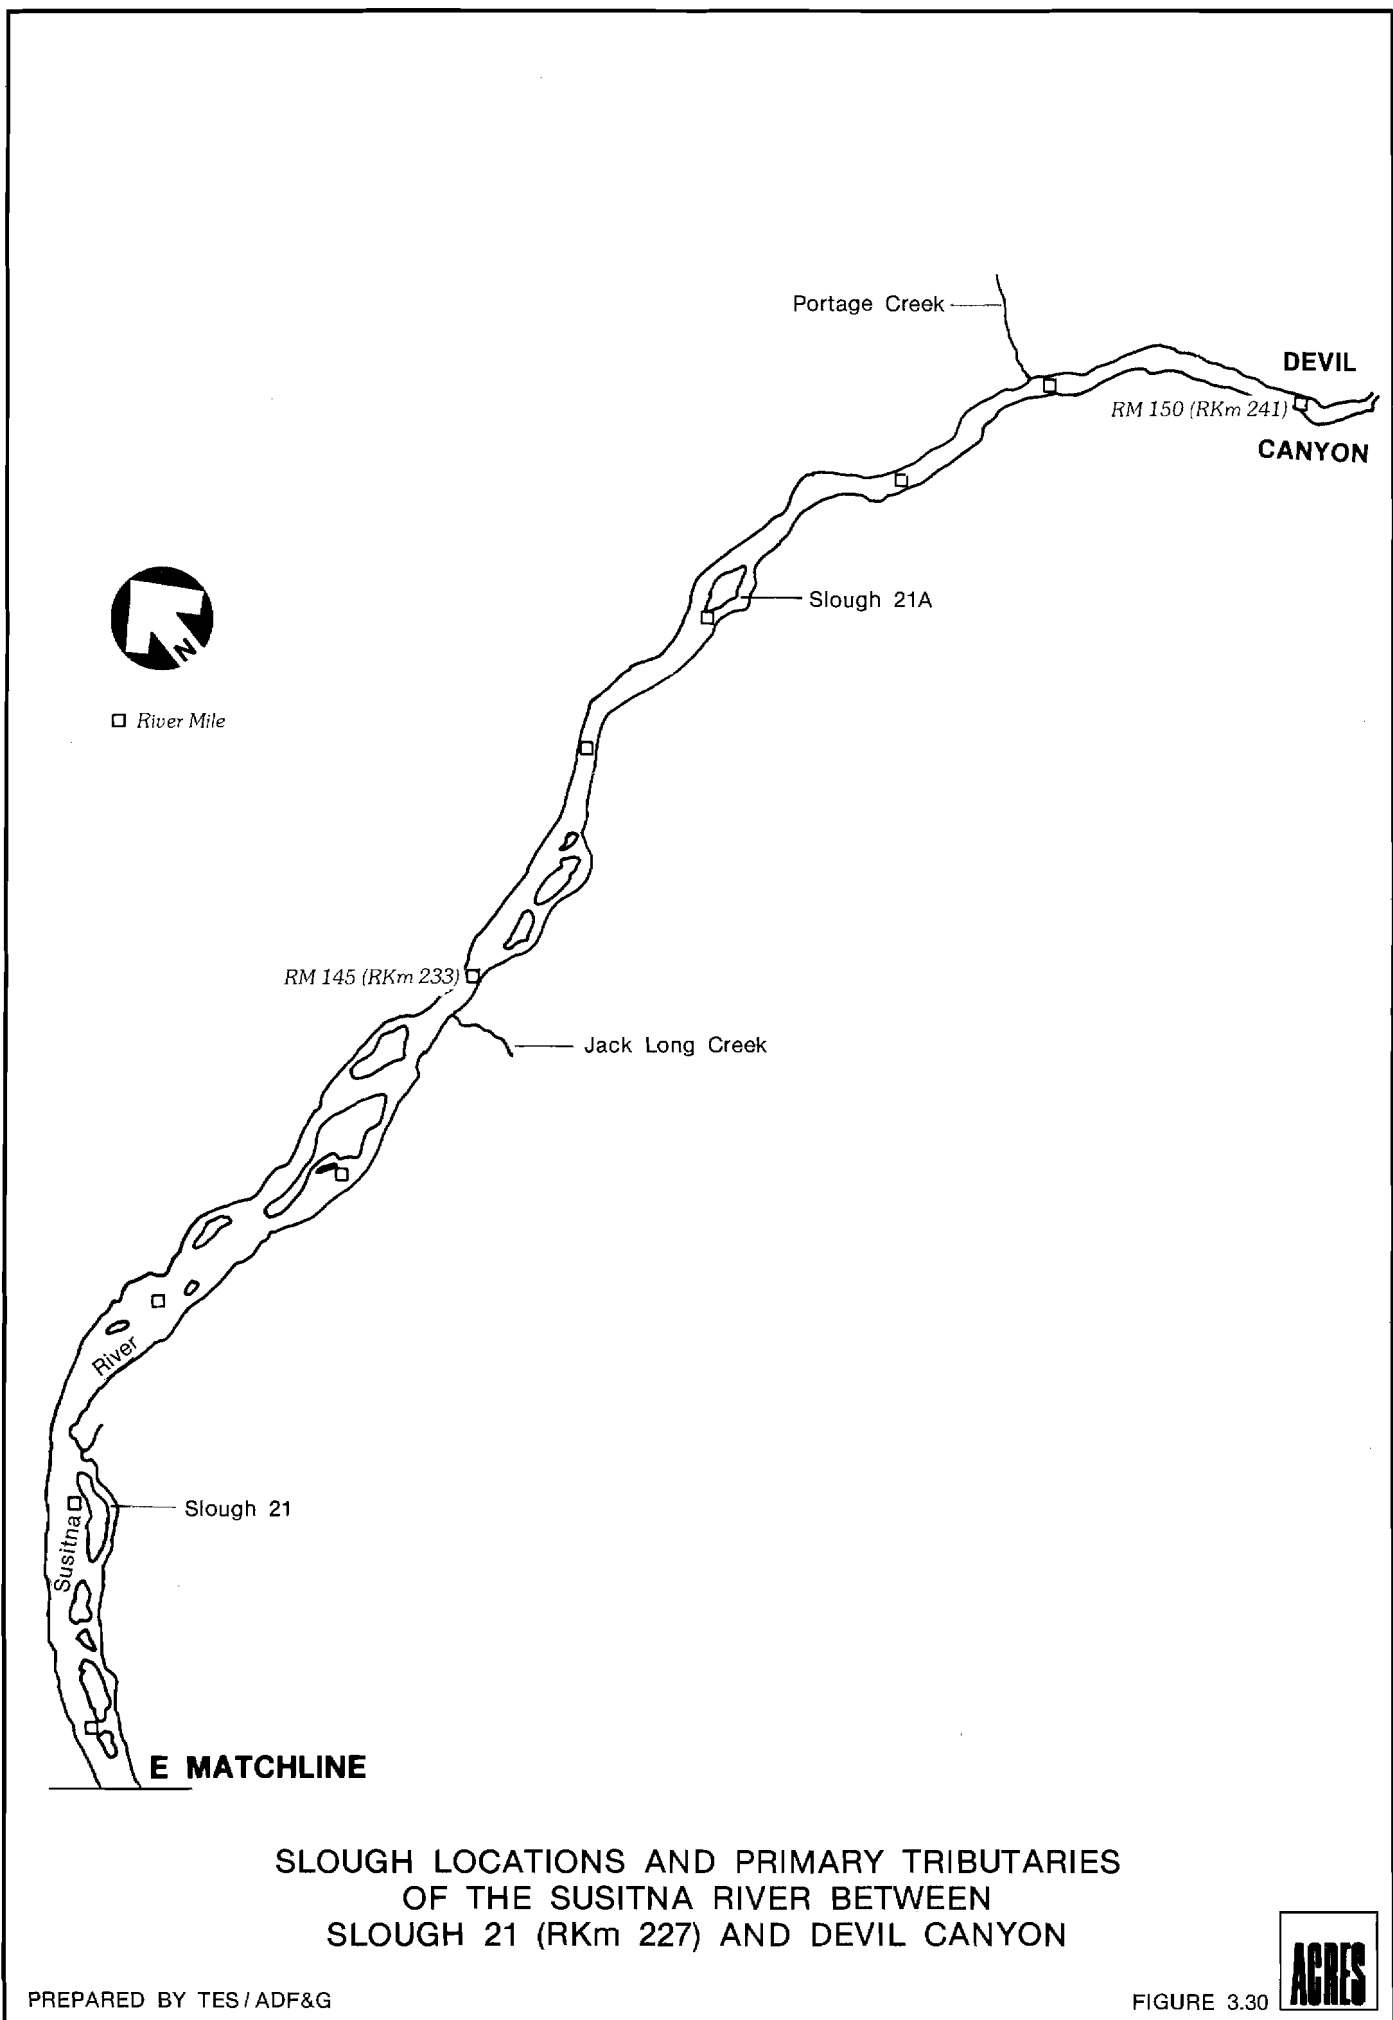 Portage Creek
DEVIL
RM 150 (RKm 241)
CANYON
Slough 21A
N
River Mile
RM 145 (RKm 233)
Jack Long Creek
River
Slough 21
Susitna
E MATCHLINE
SLOUGH LOCATIONS AND PRIMARY TRIBUTARIES
OF THE SUSITNA RIVER BETWEEN
SLOUGH 21 (RKm 227) AND DEVIL CANYON
PREPARED BY TES/ADF&G
FIGURE 3.30
ACRES